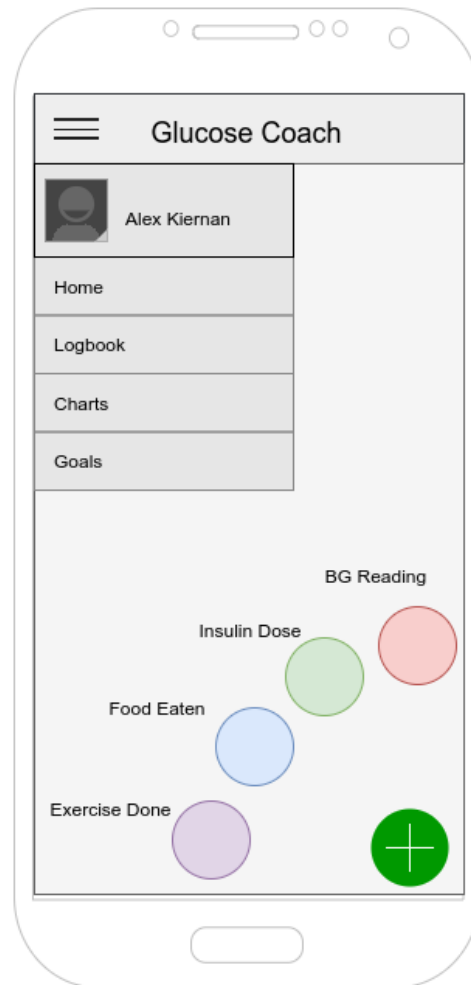 Glucose Coach
Alex Kiernan
Home
Logbook
Charts
Goals
BG Reading
Insulin Dose
Food Eaten
Exercise Done